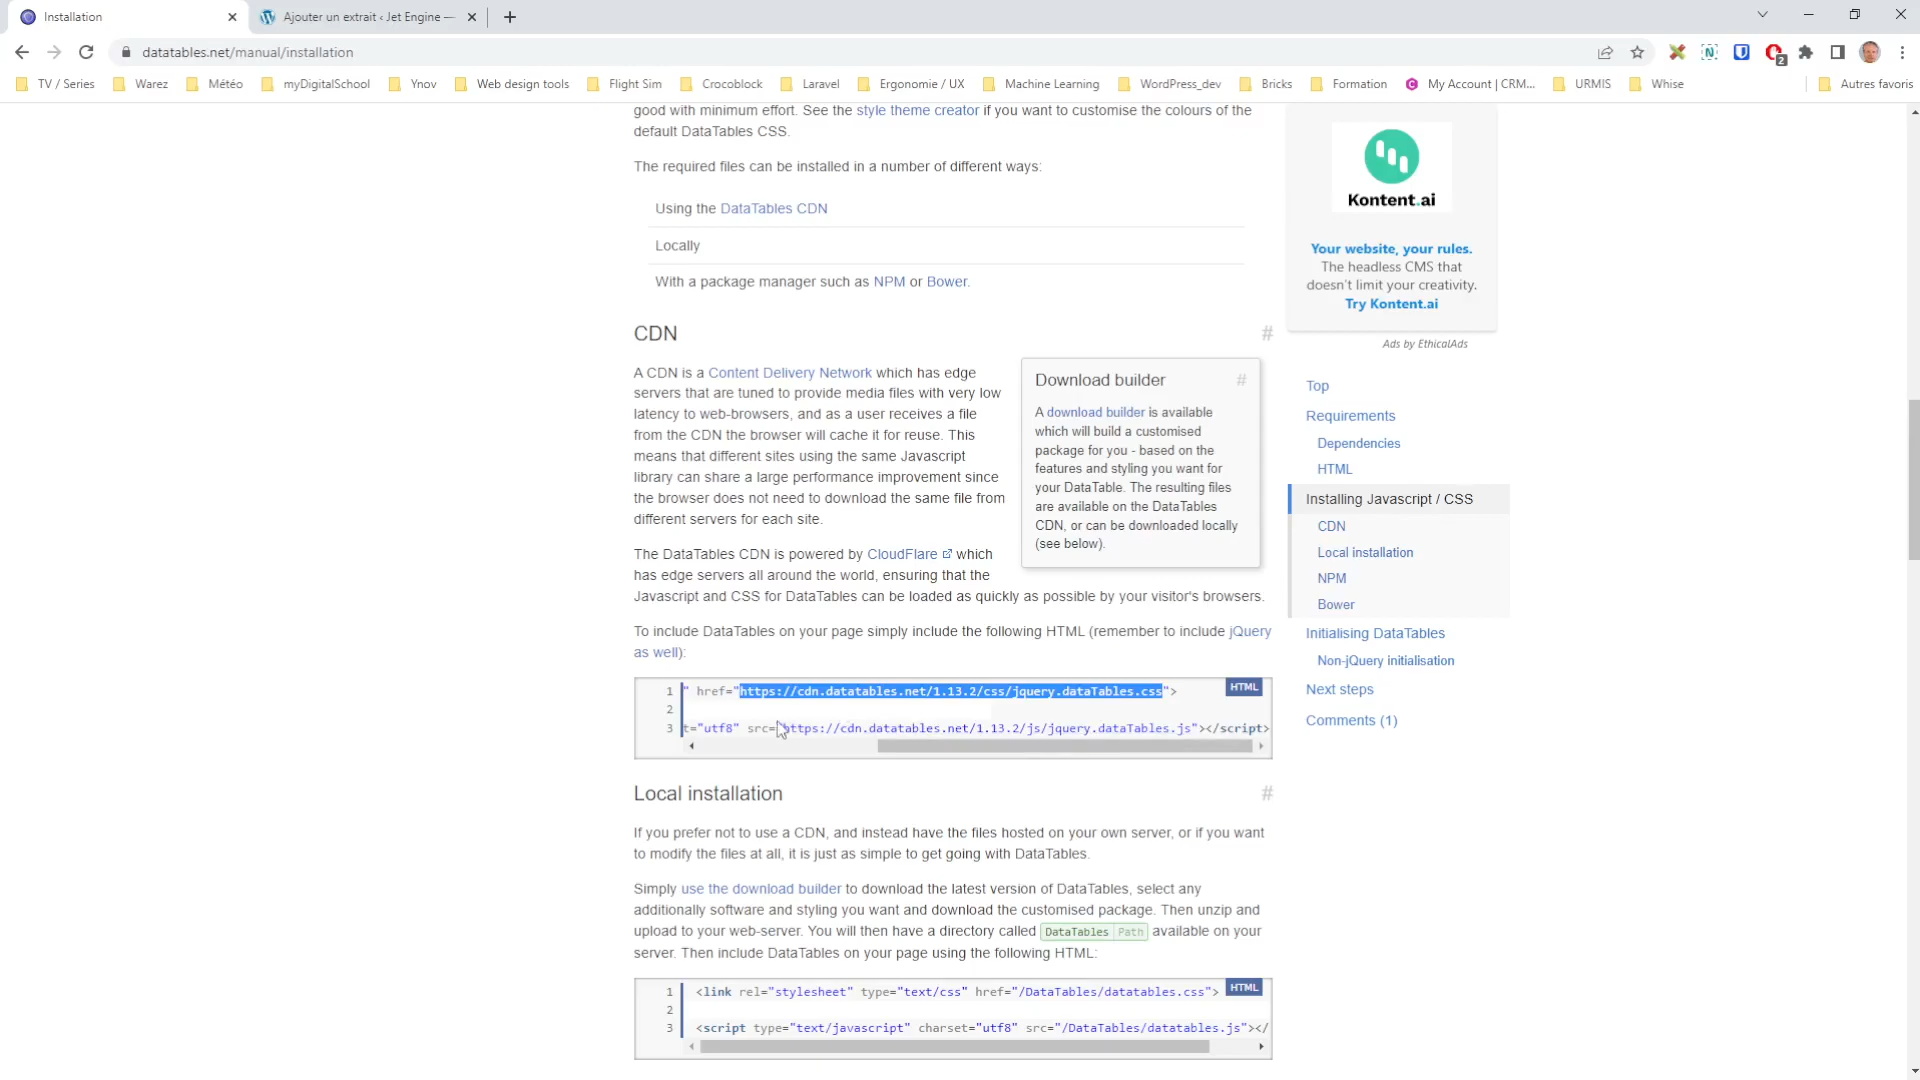 Installation
Ajouter un extrait ‹ Jet Engine —
datatables.net/manual/installation
2
TV / Series
Warez
Météo
myDigitalSchool
Ynov
Web design tools
Flight Sim
Crocoblock
Laravel
Ergonomie / UX
Machine Learning
WordPress_dev
Bricks
Formation
My Account | CRM...
URMIS
Whise
Autres favoris
good with minimum effort. See the style theme creator if you want to customise the colours of the
default DataTables CSS.
The required files can be installed in a number of different ways:
Using the DataTables CDN
Locally
With a package manager such as NPM or Bower.
CDN
#
A CDN is a Content Delivery Network which has edge
servers that are tuned to provide media files with very low
latency to web-browsers, and as a user receives a file
from the CDN the browser will cache it for reuse. This
means that different sites using the same Javascript
library can share a large performance improvement since
the browser does not need to download the same file from
different servers for each site.
Download builder
#
A download builder is available
which will build a customised
package for you - based on the
features and styling you want for
your DataTable. The resulting files
are available on the DataTables
CDN, or can be downloaded locally
(see below).
The DataTables CDN is powered by CloudFlare which
has edge servers all around the world, ensuring that the
Javascript and CSS for DataTables can be loaded as quickly as possible by your visitor's browsers.
To include DataTables on your page simply include the following HTML (remember to include jQuery
as well):
1 " href="https://cdn.datatables.net/1.13.2/css/jquery.dataTables.css">
HTML
2
3 t="utf8" src="https://cdn.datatables.net/1.13.2/js/jquery.dataTables.js"></script>
Local installation
#
If you prefer not to use a CDN, and instead have the files hosted on your own server, or if you want
to modify the files at all, it is just as simple to get going with DataTables.
Simply use the download builder to download the latest version of DataTables, select any
additionally software and styling you want and download the customised package. Then unzip and
upload to your web-server. You will then have a directory called DataTables Path available on your
server. Then include DataTables on your page using the following HTML:
1 <link rel="stylesheet" type="text/css" href="/DataTables/datatables.css">
HTML
2
3 <script type="text/javascript" charset="utf8" src="/DataTables/datatables.js"></
Kontent.ai
Your website, your rules.
The headless CMS that
doesn't limit your creativity.
Try Kontent.ai
Ads by EthicalAds
Top
Requirements
Dependencies
HTML
Installing Javascript / CSS
CDN
Local installation
NPM
Bower
Initialising DataTables
Non-jQuery initialisation
Next steps
Comments (1)